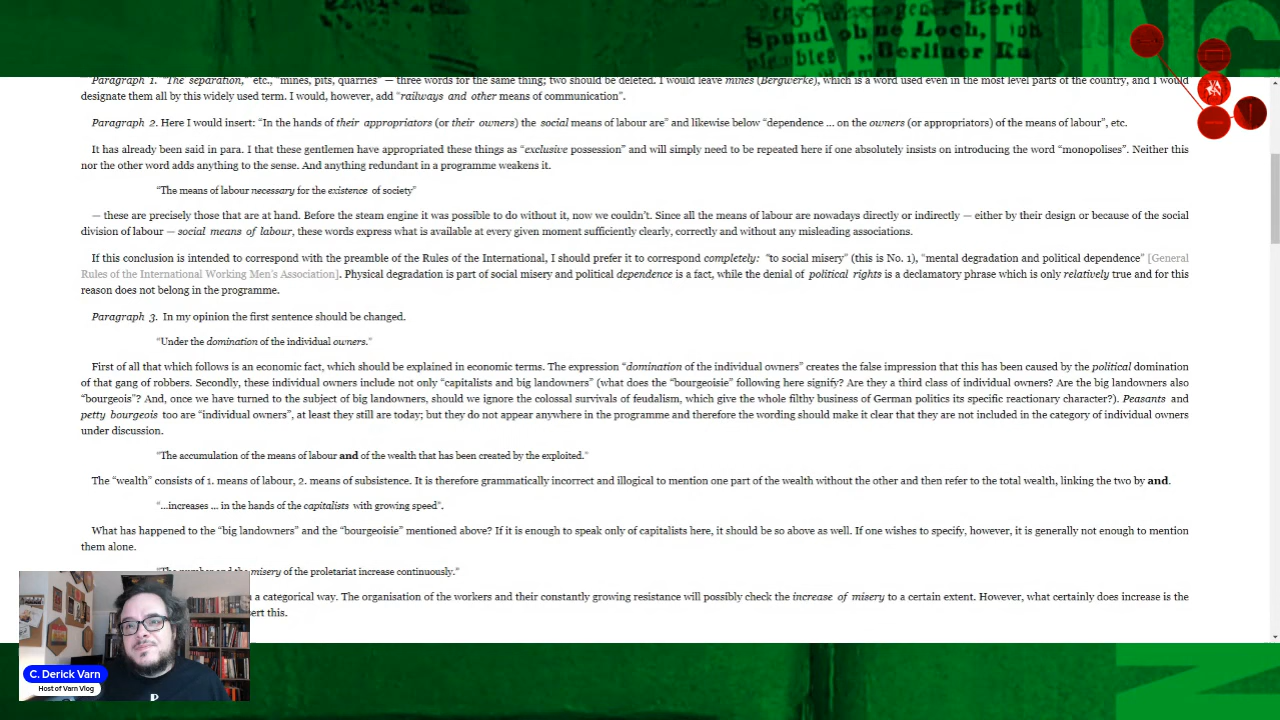 eny
Berth
Spund ohne Loch, 10b
pleables „Berliner Ru
Paragraph 1. “The separation,” etc., “mines, pits, quarries” — three words for the same thing; two should be deleted. I would leave mines (Bergwerke), which is a word used even in the most level parts of the country, and I would
designate them all by this widely used term. I would, however, add “railways and other means of communication”.
Paragraph 2. Here I would insert: “In the hands of their appropriators (or their owners) the social means of labour are” and likewise below “dependence ... on the owners (or appropriators) of the means of labour”, etc.
It has already been said in para. I that these gentlemen have appropriated these things as “exclusive possession” and will simply need to be repeated here if one absolutely insists on introducing the word “monopolises”. Neither this
nor the other word adds anything to the sense. And anything redundant in a programme weakens it.
“The means of labour necessary for the existence of society”
— these are precisely those that are at hand. Before the steam engine it was possible to do without it, now we couldn’t. Since all the means of labour are nowadays directly or indirectly — either by their design or because of the social
division of labour — social means of labour, these words express what is available at every given moment sufficiently clearly, correctly and without any misleading associations.
If this conclusion is intended to correspond with the preamble of the Rules of the International, I should prefer it to correspond completely: “to social misery” (this is No. 1), “mental degradation and political dependence” [General
Rules of the International Working Men’s Association]. Physical degradation is part of social misery and political dependence is a fact, while the denial of political rights is a declamatory phrase which is only relatively true and for this
reason does not belong in the programme.
Paragraph 3. In my opinion the first sentence should be changed.
“Under the domination of the individual owners.”
First of all that which follows is an economic fact, which should be explained in economic terms. The expression “domination of the individual owners” creates the false impression that this has been caused by the political domination
of that gang of robbers. Secondly, these individual owners include not only “capitalists and big landowners” (what does the “bourgeoisie” following here signify? Are they a third class of individual owners? Are the big landowners also
“bourgeois”? And, once we have turned to the subject of big landowners, should we ignore the colossal survivals of feudalism, which give the whole filthy business of German politics its specific reactionary character?). Peasants and
petty bourgeois too are “individual owners”, at least they still are today; but they do not appear anywhere in the programme and therefore the wording should make it clear that they are not included in the category of individual owners
under discussion.
“The accumulation of the means of labour and of the wealth that has been created by the exploited.”
The “wealth” consists of 1. means of labour, 2. means of subsistence. It is therefore grammatically incorrect and illogical to mention one part of the wealth without the other and then refer to the total wealth, linking the two by and.
“...increases ... in the hands of the capitalists with growing speed”.
What has happened to the “big landowners” and the “bourgeoisie” mentioned above? If it is enough to speak only of capitalists here, it should be so above as well. If one wishes to specify, however, it is generally not enough to mention
them alone.
“The number and the misery of the proletariat increase continuously.”
a categorical way. The organisation of the workers and their constantly growing resistance will possibly check the increase of misery to a certain extent. However, what certainly does increase is the
ert this.
C. Derick Varn
Host of Varn Vlog